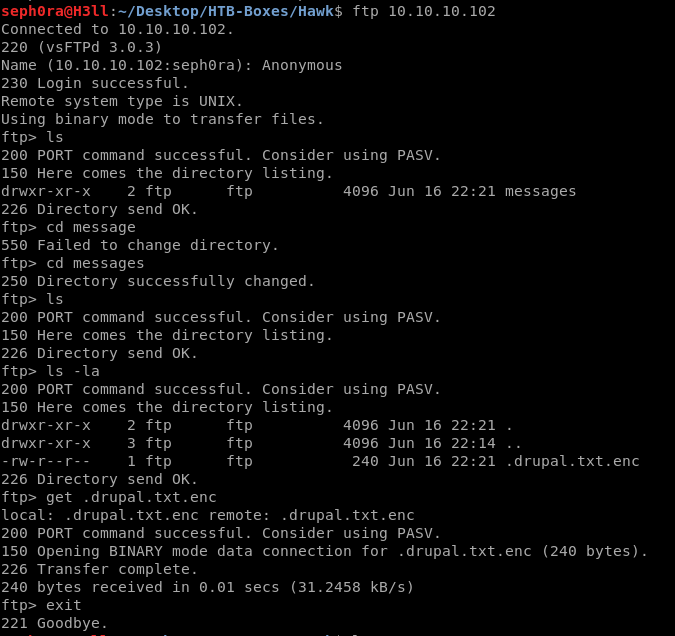 seph0ra@H3ll:~/Desktop/HTB-Boxes/Hawk$ ftp 10.10.10.102
Connected to 10.10.10.102.
220 (vsFTPd 3.0.3)
Name (10.10.10.102:seph0ra): Anonymous
230 Login successful.
Remote system type is UNIX.
Using binary mode to transfer files.
ftp> ls
200 PORT command successful. Consider using PASV.
150 Here comes the directory listing.
drwxr-xr-x    2 ftp      ftp          4096 Jun 16 22:21 messages
226 Directory send OK.
ftp> cd message
550 Failed to change directory.
ftp> cd messages
250 Directory successfully changed.
ftp> ls
200 PORT command successful. Consider using PASV.
150 Here comes the directory listing.
226 Directory send OK.
ftp> ls -la
200 PORT command successful. Consider using PASV.
150 Here comes the directory listing.
drwxr-xr-x    2 ftp      ftp          4096 Jun 16 22:21 .
drwxr-xr-x    3 ftp      ftp          4096 Jun 16 22:14 ..
-rw-r--r--    1 ftp      ftp           240 Jun 16 22:21 .drupal.txt.enc
226 Directory send OK.
ftp> get .drupal.txt.enc
local: .drupal.txt.enc remote: .drupal.txt.enc
200 PORT command successful. Consider using PASV.
150 Opening BINARY mode data connection for .drupal.txt.enc (240 bytes).
226 Transfer complete.
240 bytes received in 0.01 secs (31.2458 kB/s)
ftp> exit
221 Goodbye.